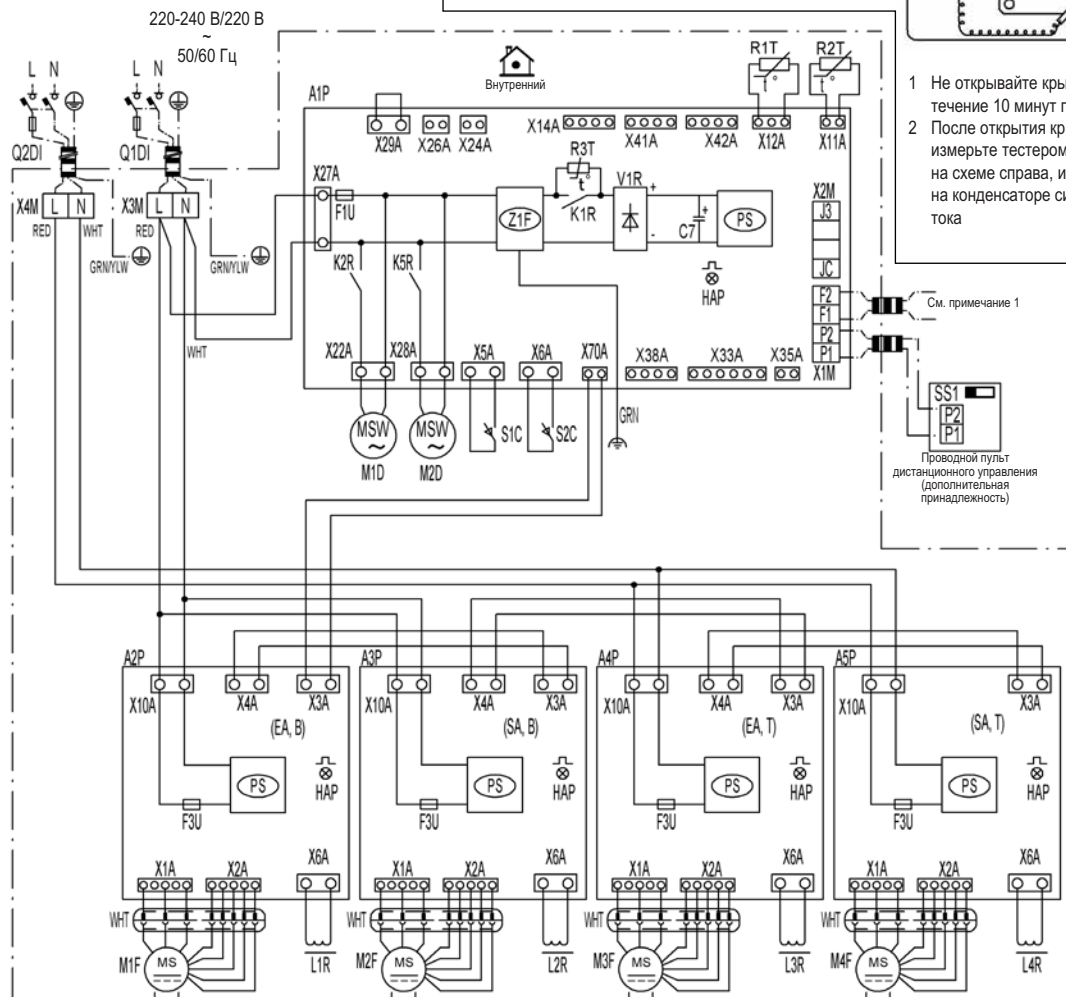 220-240 В/220 В
~
50/60 Гц
L N
L N
Q2DI
Q1DI
X4M L N
X3M L N
RED
WHT
RED
GRN/YLW
GRN/YLW
WHT
Внутренний
A1P
R1T
R2T
X29A
X26A
X24A
X14A
X41A
X42A
X12A
X11A
X27A
F1U
R3T
t°
K1R
Z1F
V1R
+
-
C7
+
PS
HAP
X2M
J3
JC
F2
F1
P2
P1
X1M
K2R
K5R
X22A
X28A
X5A
X6A
X70A
X38A
X33A
X35A
MSW
~
M1D
MSW
~
M2D
S1C
S2C
GRN
1 Не открывайте кры
течение 10 минут п
2 После открытия кр
измерьте тестером
на схеме справа, и
на конденсаторе си
тока
См. примечание 1
SS1
P2
P1
Проводной пульт
дистанционного управления
(дополнительная
принадлежность)
A2P
X10A
X4A
X3A
(EA, B)
PS
HAP
F3U
X1A
X2A
X6A
WHT
M1F
MS
L1R
A3P
X10A
X4A
X3A
(SA, B)
PS
HAP
F3U
X1A
X2A
X6A
WHT
M2F
MS
L2R
A4P
X10A
X4A
X3A
(EA, T)
PS
HAP
F3U
X1A
X2A
X6A
WHT
M3F
MS
L3R
A5P
X10A
X3A
(SA, T)
PS
HAP
F3U
X1A
X2A
X6A
WHT
M4F
MS
L4R